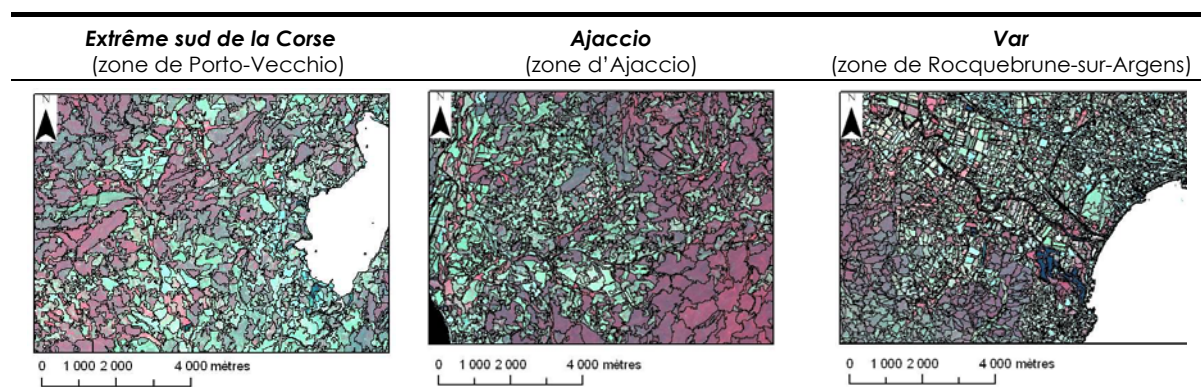 Extrême sud de la Corse
(zone de Porto-Vecchio)
Ajaccio
(zone d'Ajaccio)
Var
(zone de Rocquebrune-sur-Argens)
N
N
N
0 1 000 2 000 4 000 mètres
0 1 000 2 000 4 000 mètres
0 1 000 2 000 4 000 mètres